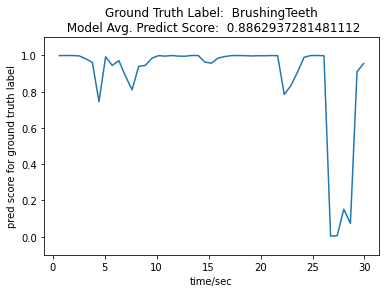 Ground Truth Label:  BrushingTeeth
Model Avg. Predict Score:  0.8862937281481112
1.0
0.8
0.6
0.4
0.2
0.0
pred score for ground truth label
0 5 10 15 20 25 30
time/sec